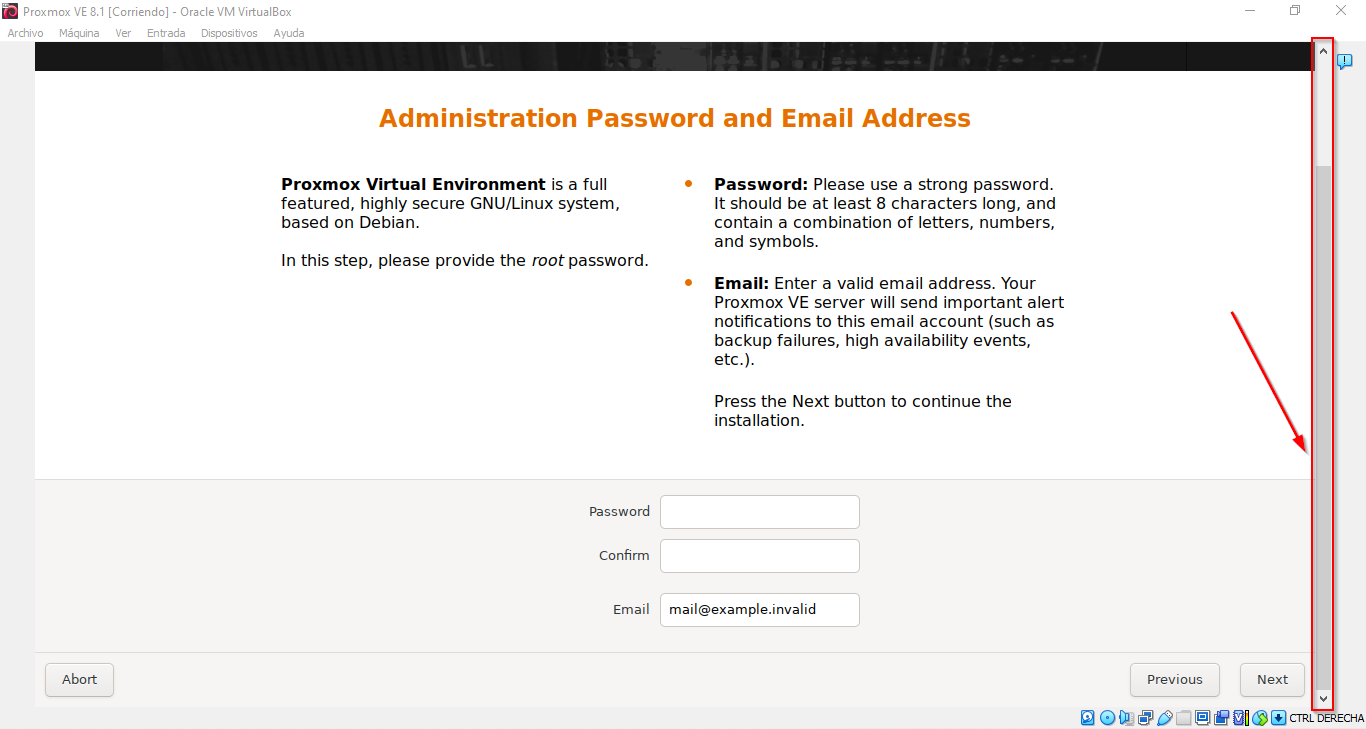 Proxmox VE 8.1 [Corriendo] - Oracle VM VirtualBox
Archivo Máquina Ver Entrada Dispositivos Ayuda
Administration Password and Email Address
Proxmox Virtual Environment is a full
featured, highly secure GNU/Linux system,
based on Debian.
In this step, please provide the root password.
• Password: Please use a strong password.
It should be at least 8 characters long, and
contain a combination of letters, numbers,
and symbols.
• Email: Enter a valid email address. Your
Proxmox VE server will send important alert
notifications to this email account (such as
backup failures, high availability events,
etc.).
Press the Next button to continue the
installation.
Password
Confirm
Email mail@example.invalid
Abort Previous Next
CTRL DERECHA